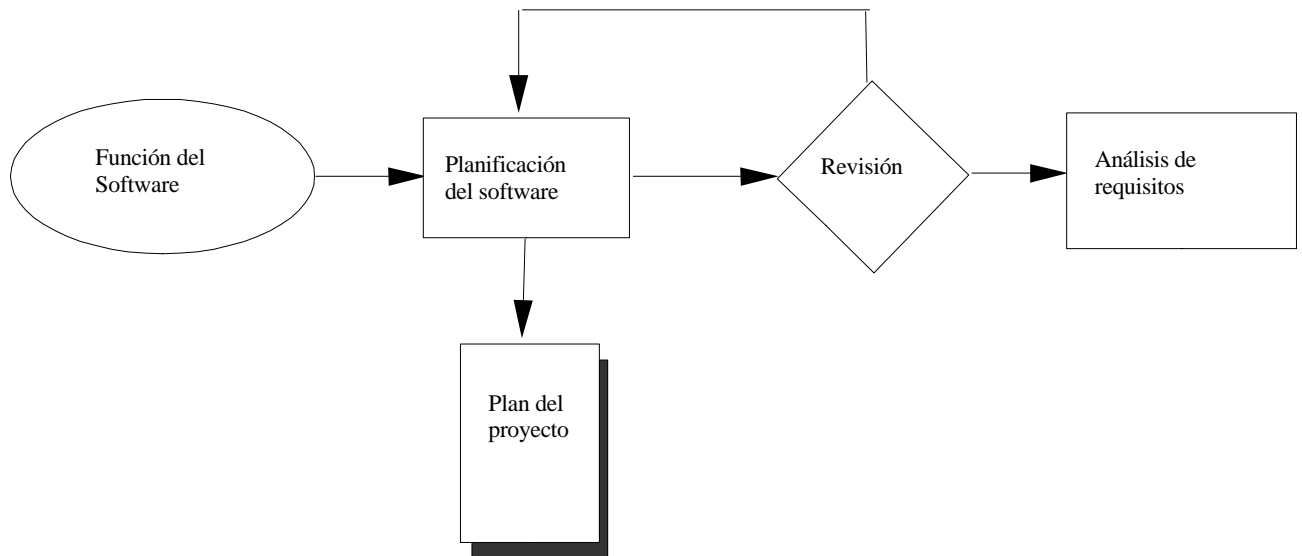 Función del
Software
Planificación
del software
Revisión
Análisis de
requisitos
Plan del
proyecto